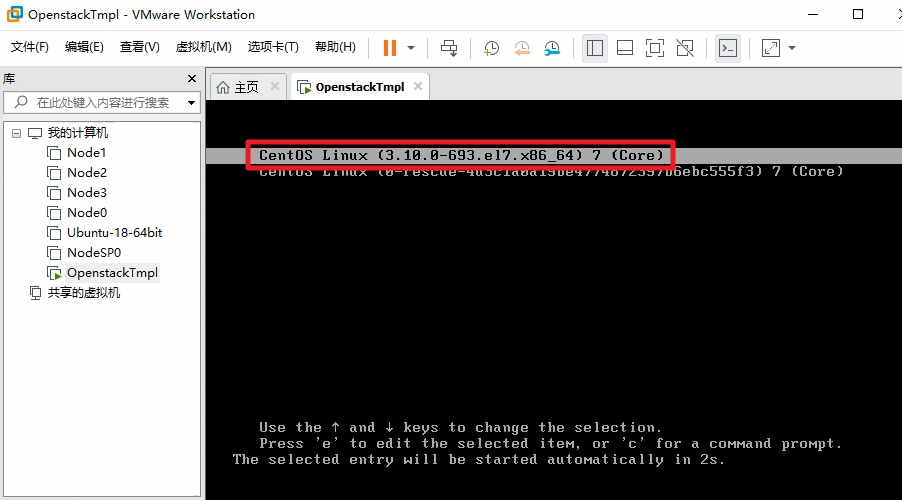 OpenstackTmpl - VMware Workstation
文件(F) 编辑(E) 查看(V) 虚拟机(M) 选项卡(T) 帮助(H)
库
主页 OpenstackTmpl
在此处键入内容进行搜索
我的计算机
Node1
Node2
Node3
Node0
Ubuntu-18-64bit
NodeSP0
OpenstackTmpl
共享的虚拟机
CentOS Linux (3.10.0-693.el7.x86_64) 7 (Core)
CentOS Linux 7 (Core)
Use the ↑ and ↓ keys to change the selection.
Press 'e' to edit the selected item, or 'c' for a command prompt.
The selected entry will be started automatically in 2s.